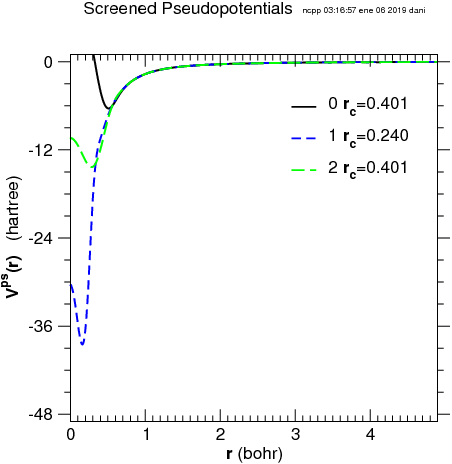 Screened Pseudopotentials ncpp 03:16:57 ene 06 2019 dani
0
-12
-24
-36
-48
V^ps(r) (hartree)
0 r_c=0.401
1 r_c=0.240
2 r_c=0.401
0 1 2 3 4
r (bohr)